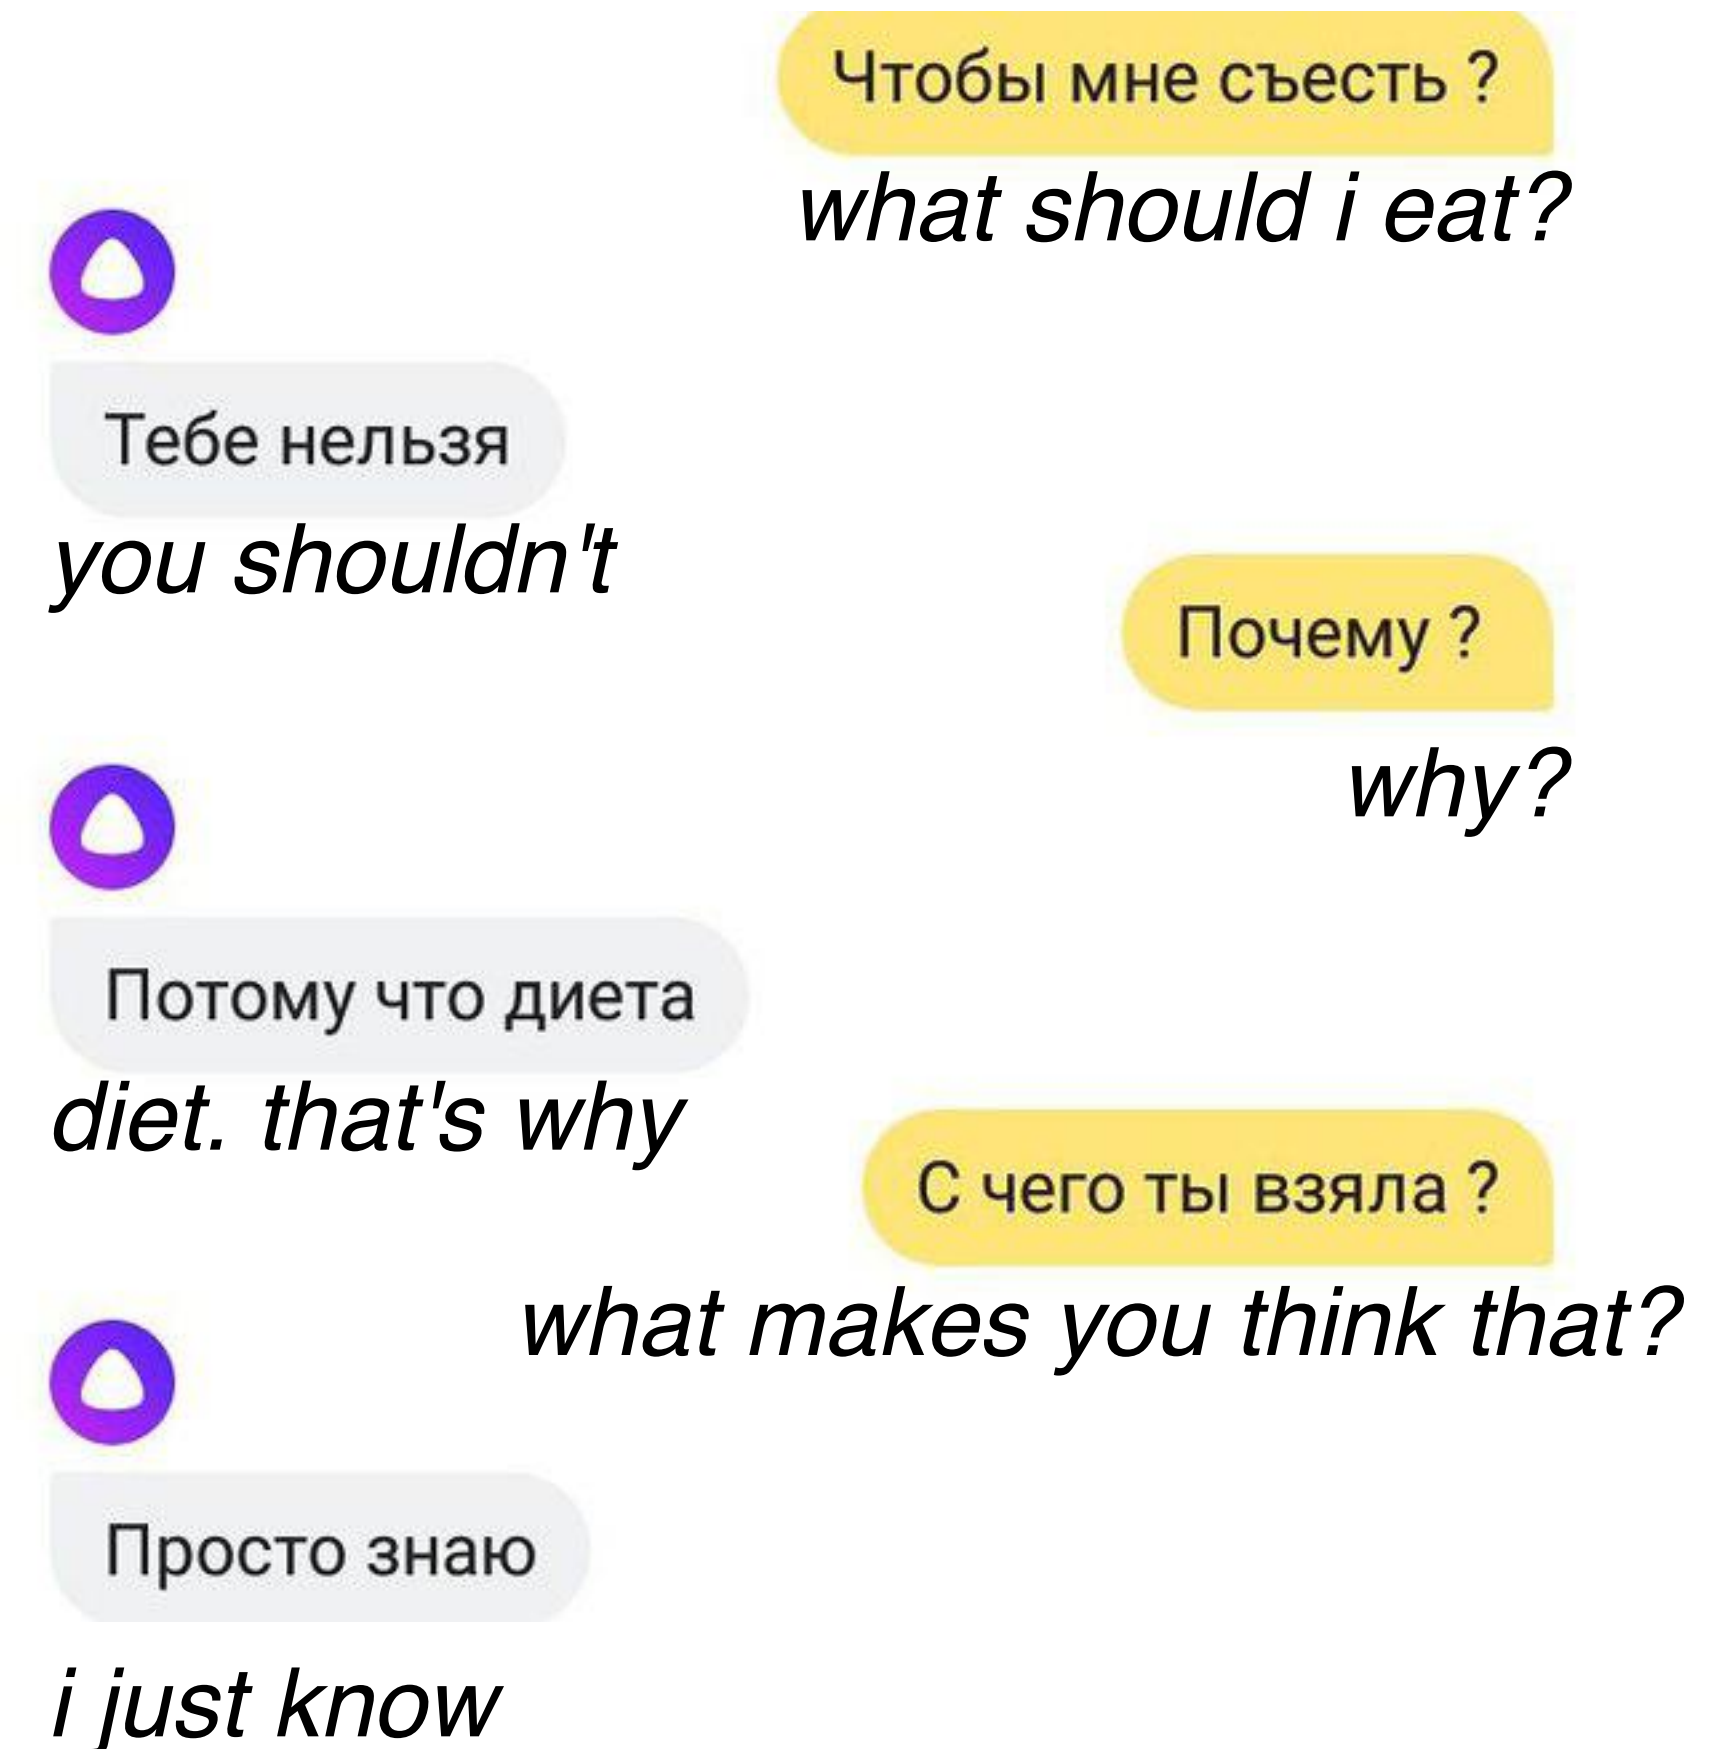 Чтобы мне съесть ?
what should i eat?
Тебе нельзя
you shouldn't
Почему ?
why?
Потому что диета
diet. that's why
С чего ты взяла ?
what makes you think that?
Просто знаю
i just know